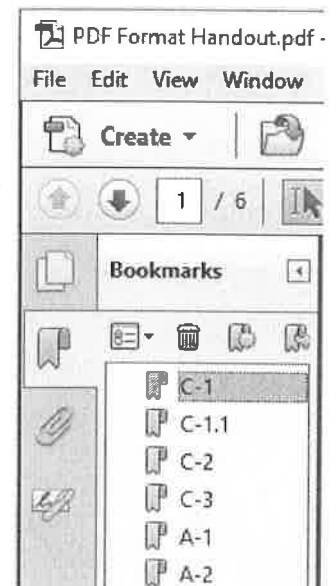 PDF Format Handout.pdf -
File Edit View Window
Create
1 / 6
Bookmarks
C-1
C-1.1
C-2
C-3
A-1
A-2